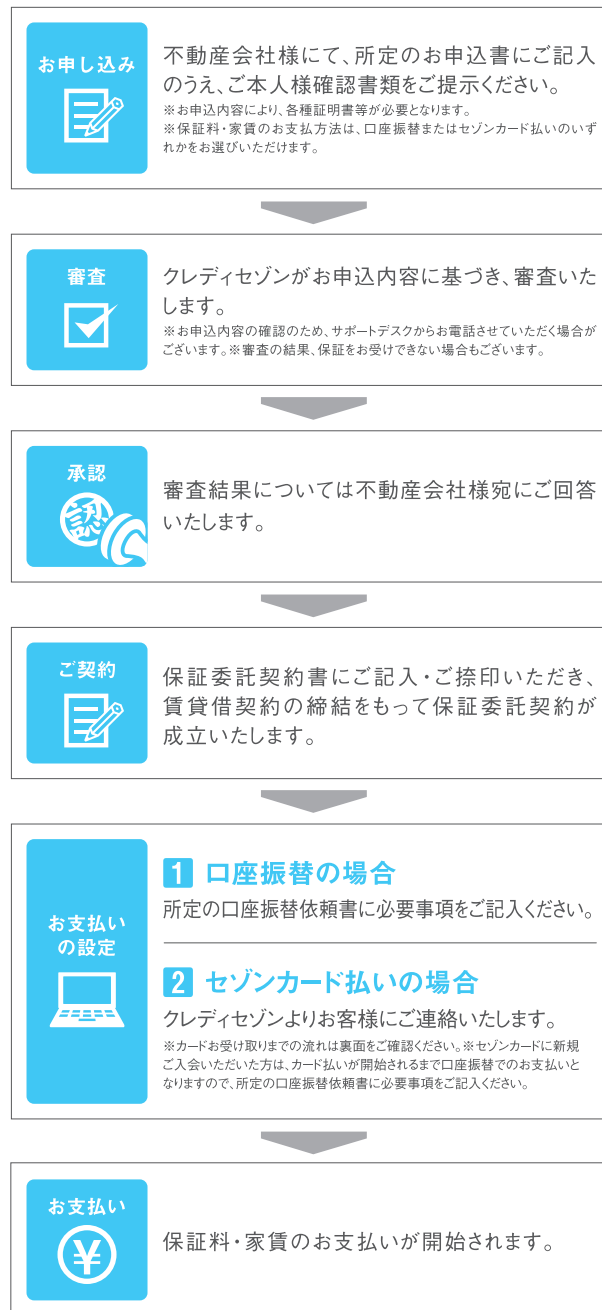 お申し込み
不動産会社様にて、所定のお申込書にご記入
のうえ、ご本人様確認書類をご提示ください。
※お申込内容により、各種証明書等が必要となります。
※保証料・家賃のお支払方法は、口座振替またはセゾンカード払いのいず
れかをお選びいただけます。
審査
クレディセゾンがお申込内容に基づき、審査いた
します。
※お申込内容の確認のため、サポートデスクからお電話させていただく場合が
ございます。※審査の結果、保証をお受けできない場合もございます。
承認
認
審査結果については不動産会社様宛にご回答
いたします。
ご契約
保証委託契約書にご記入・ご捺印いただき、
賃貸借契約の締結をもって保証委託契約が
成立いたします。
お支払い
の設定
1 口座振替の場合
所定の口座振替依頼書に必要事項をご記入ください。
2 セゾンカード払いの場合
クレディセゾンよりお客様にご連絡いたします。
※カードお受け取りまでの流れは裏面をご確認ください。※セゾンカードに新規
ご入会いただいた方は、カード払いが開始されるまで口座振替でのお支払いと
なりますので、所定の口座振替依頼書に必要事項をご記入ください。
お支払い
¥
保証料・家賃のお支払いが開始されます。